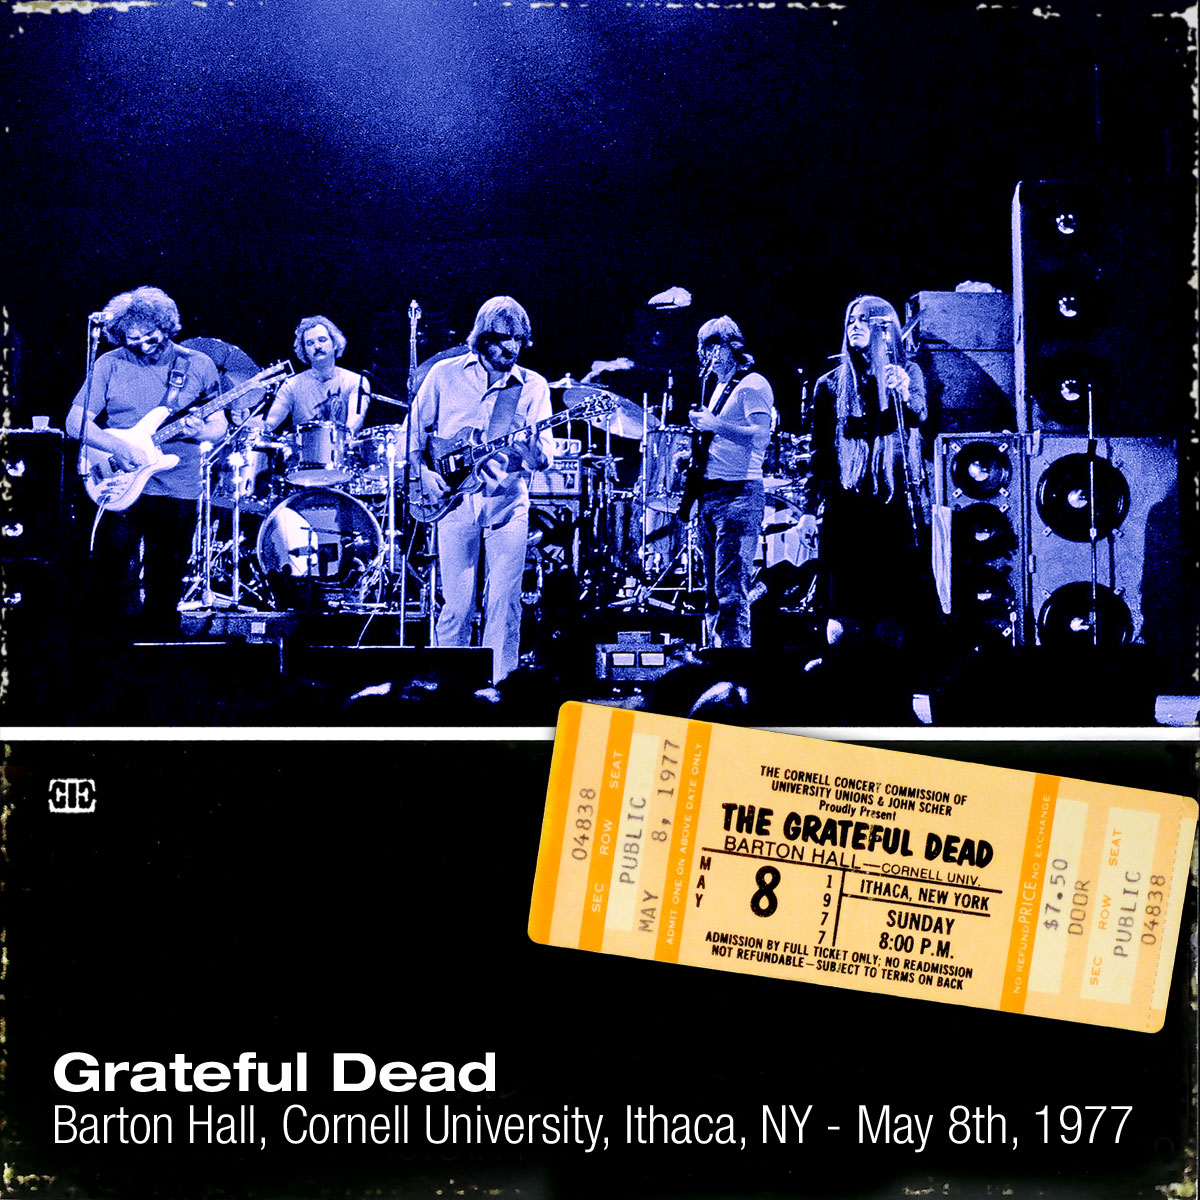 04838
SEC ROW SEAT
PUBLIC
MAY 8, 1977
ADMIT ONE ON ABOVE DATE ONLY
THE CORNELL CONCERT COMMISSION OF
UNIVERSITY UNIONS & JOHN SCHER
Proudly Present
THE GRATEFUL DEAD
BARTON HALL—CORNELL UNIV.
MAY
8
1977
ITHACA, NEW YORK
SUNDAY
8:00 P.M.
ADMISSION BY FULL TICKET ONLY; NO READMISSION
NOT REFUNDABLE—SUBJECT TO TERMS ON BACK
NO REFUND PRICE NO EXCHANGE
$7.50
DOOR
SEC ROW SEAT
PUBLIC
04838
Grateful Dead
Barton Hall, Cornell University, Ithaca, NY - May 8th, 1977